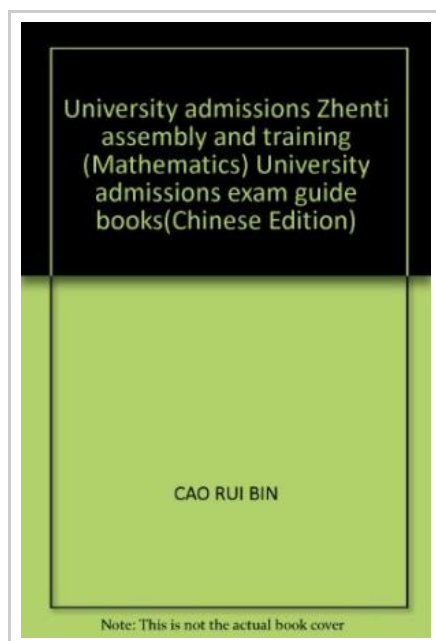 University admissions Zhenti
assembly and training
(Mathematics) University
admissions exam guide
books(Chinese Edition)
CAO RUI BIN
Note: This is not the actual book cover